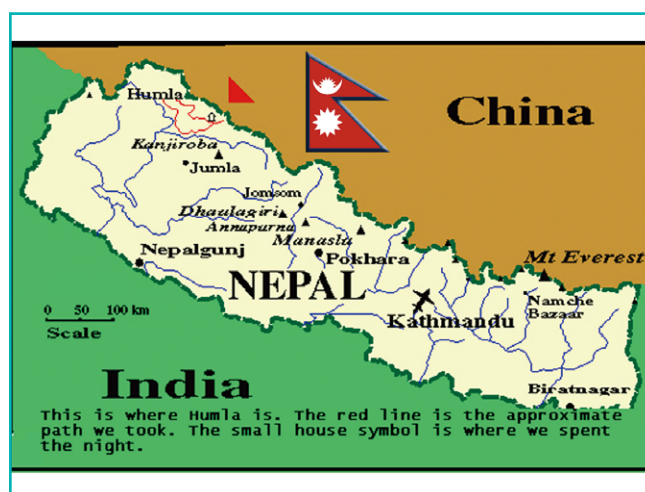 Humla
China
Kanjiroba
Jumla
Jomsom
Dhaulagiri
Annapurna
Manaslu
Mt Everest
Nepalgunj
Pokhara
NEPAL
Namche
Bazaar
0 50 100 km
Scale
Kathmandu
India
Biratnagar
This is where Humla is. The red line is the approximate
path we took. The small house symbol is where we spent
the night.